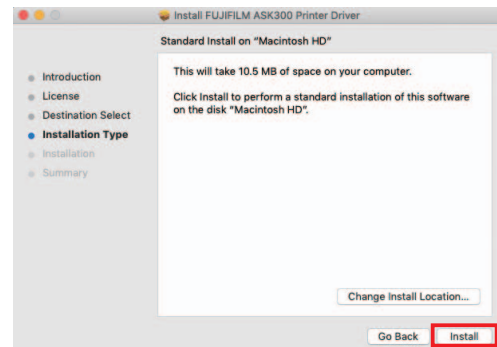 Install FUJIFILM ASK300 Printer Driver
Standard Install on “Macintosh HD”
Introduction
License
Destination Select
Installation Type
Installation
Summary
This will take 10.5 MB of space on your computer.
Click Install to perform a standard installation of this software
on the disk “Macintosh HD”.
Change Install Location...
Go Back
Install